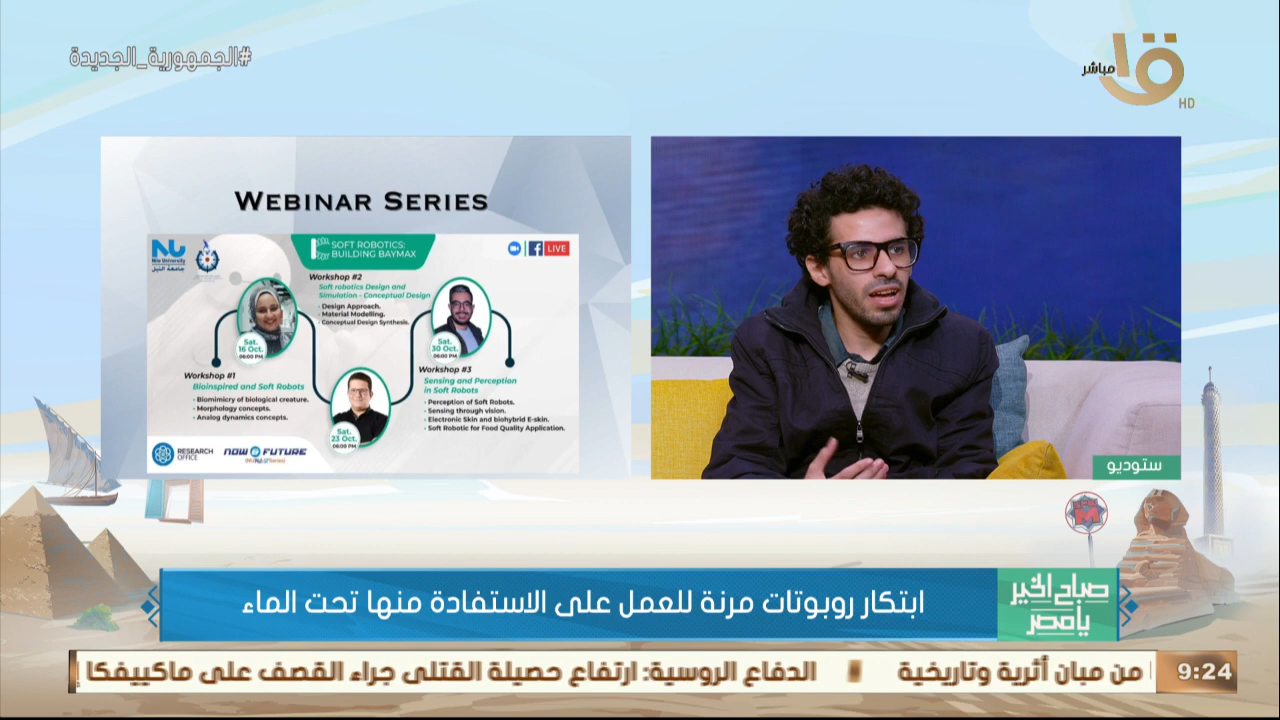 #الجمهورية_الجديدة
مباشر
HD
WEBINAR SERIES
NU
Nile University
جامعة النيل
SOFT ROBOTICS:
BUILDING BAYMAX
LIVE
Workshop #1
Bioinspired and Soft Robots
• Biomimicry of biological creature.
• Morphology concepts.
• Analog dynamics concepts.
Sat.
16 Oct.
06:00 PM
Workshop #2
Soft robotics Design and
Simulation - Conceptual Design
• Design Approach.
• Material Modelling.
• Conceptual Design Synthesis.
Sat.
23 Oct.
06:00 PM
Workshop #3
Sensing and Perception
in Soft Robots
• Perception of Soft Robots.
• Sensing through vision.
• Electronic Skin and biohybrid E-skin.
• Soft Robotic for Food Quality Application.
Sat.
30 Oct.
06:00 PM
RESEARCH
OFFICE
ستوديو
صباح الخير
يا مصر
ابتكار روبوتات مرنة للعمل على الاستفادة منها تحت الماء
9:24
من مبان أثرية وتاريخية
الدفاع الروسية: ارتفاع حصيلة القتلى جراء القصف على ماكييفكا إ